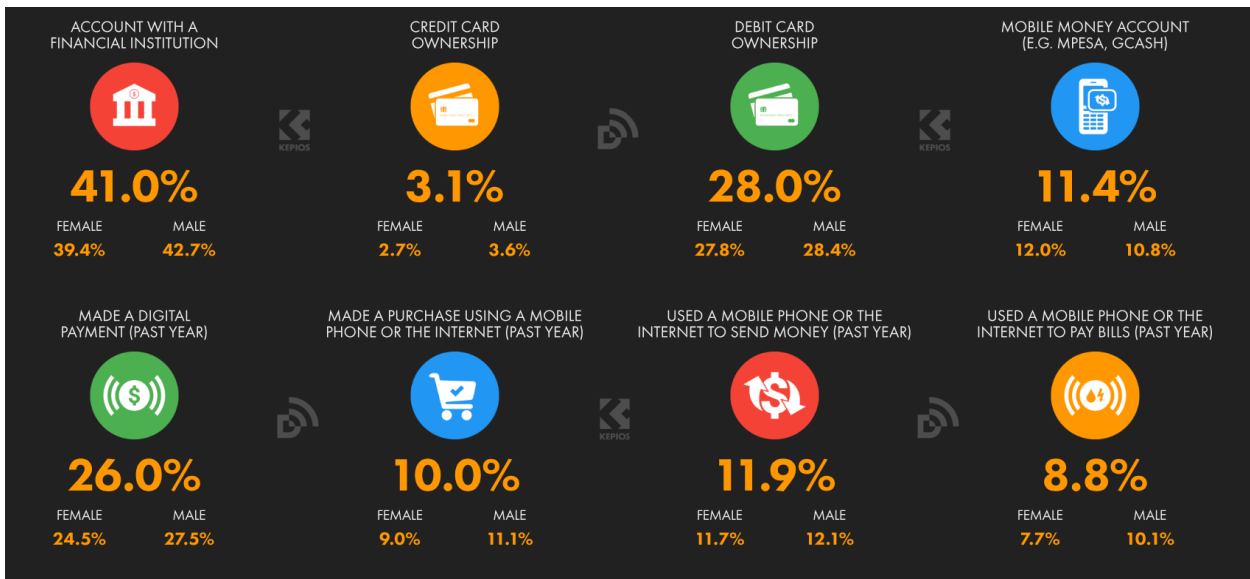 ACCOUNT WITH A
FINANCIAL INSTITUTION
41.0%
FEMALE MALE
39.4% 42.7%
CREDIT CARD
OWNERSHIP
3.1%
FEMALE MALE
2.7% 3.6%
DEBIT CARD
OWNERSHIP
28.0%
FEMALE MALE
27.8% 28.4%
MOBILE MONEY ACCOUNT
(E.G. MPESA, GCASH)
11.4%
FEMALE MALE
12.0% 10.8%
KEPIOS
KEPIOS
MADE A DIGITAL
PAYMENT (PAST YEAR)
26.0%
FEMALE MALE
24.5% 27.5%
MADE A PURCHASE USING A MOBILE
PHONE OR THE INTERNET (PAST YEAR)
10.0%
FEMALE MALE
9.0% 11.1%
USED A MOBILE PHONE OR THE
INTERNET TO SEND MONEY (PAST YEAR)
11.9%
FEMALE MALE
11.7% 12.1%
USED A MOBILE PHONE OR THE
INTERNET TO PAY BILLS (PAST YEAR)
8.8%
FEMALE MALE
7.7% 10.1%
KEPIOS